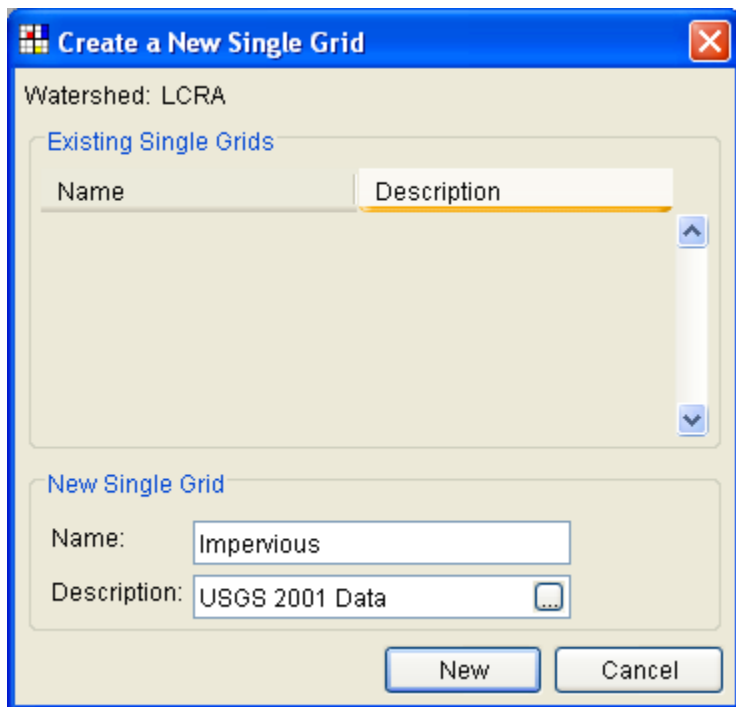 Create a New Single Grid
Watershed: LCRA
Existing Single Grids
Name Description
New Single Grid
Name: Impervious
Description: USGS 2001 Data ...
New Cancel